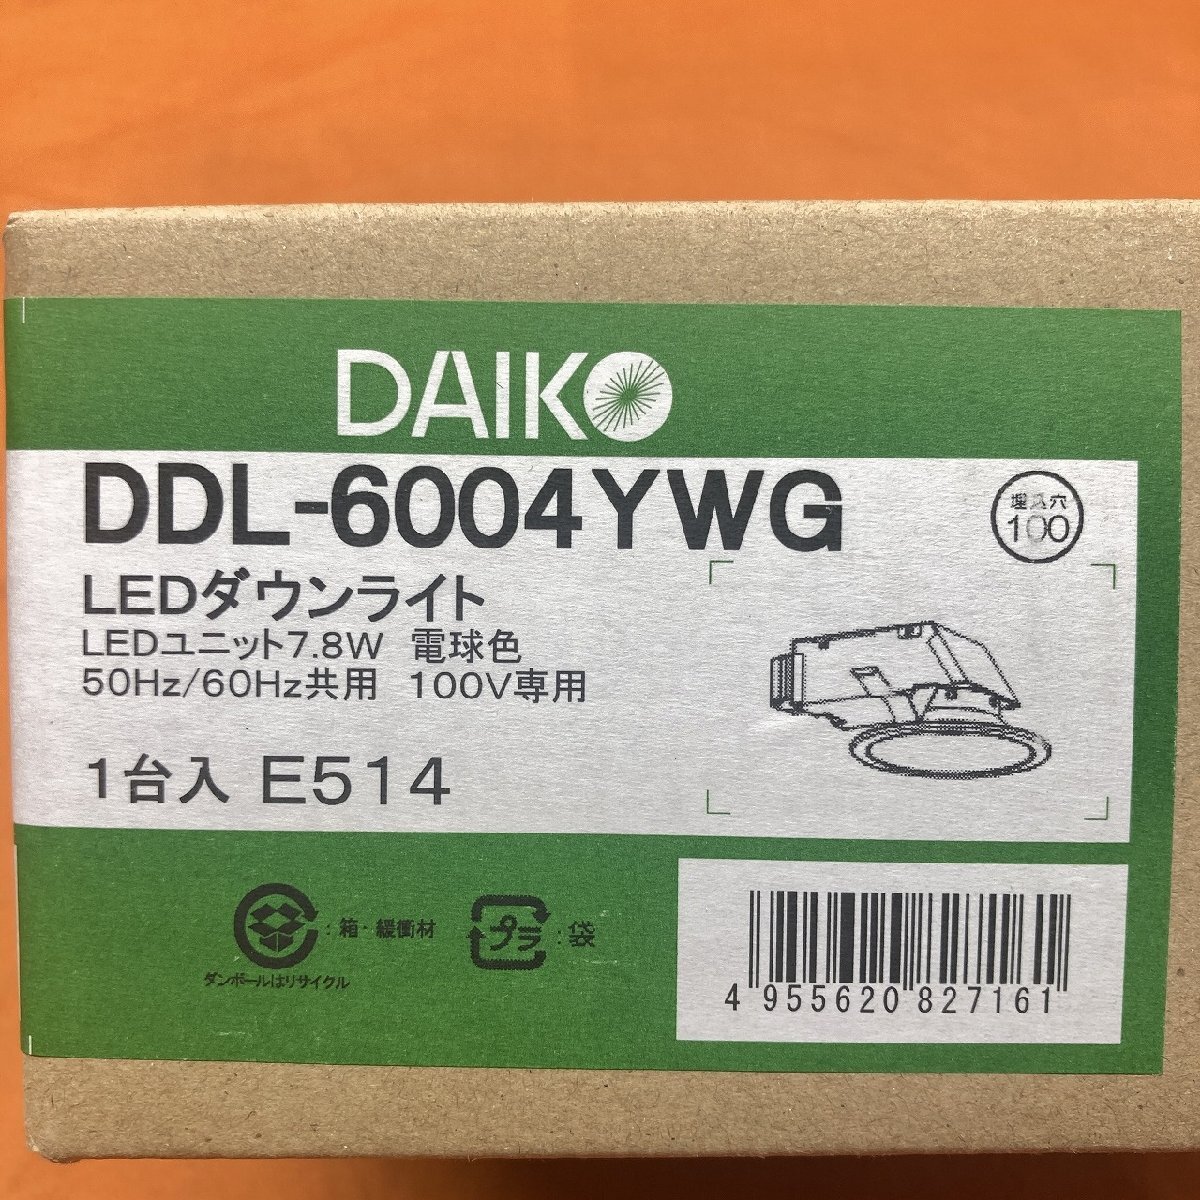 DAIKO
DDL-6004YWG
埋込穴
100
LEDダウンライト
LEDユニット7.8W 電球色
50Hz/60Hz共用 100V専用
1台入 E514
:箱・緩衝材
ダンボールはリサイクル
プラ :袋
4 955620 827161